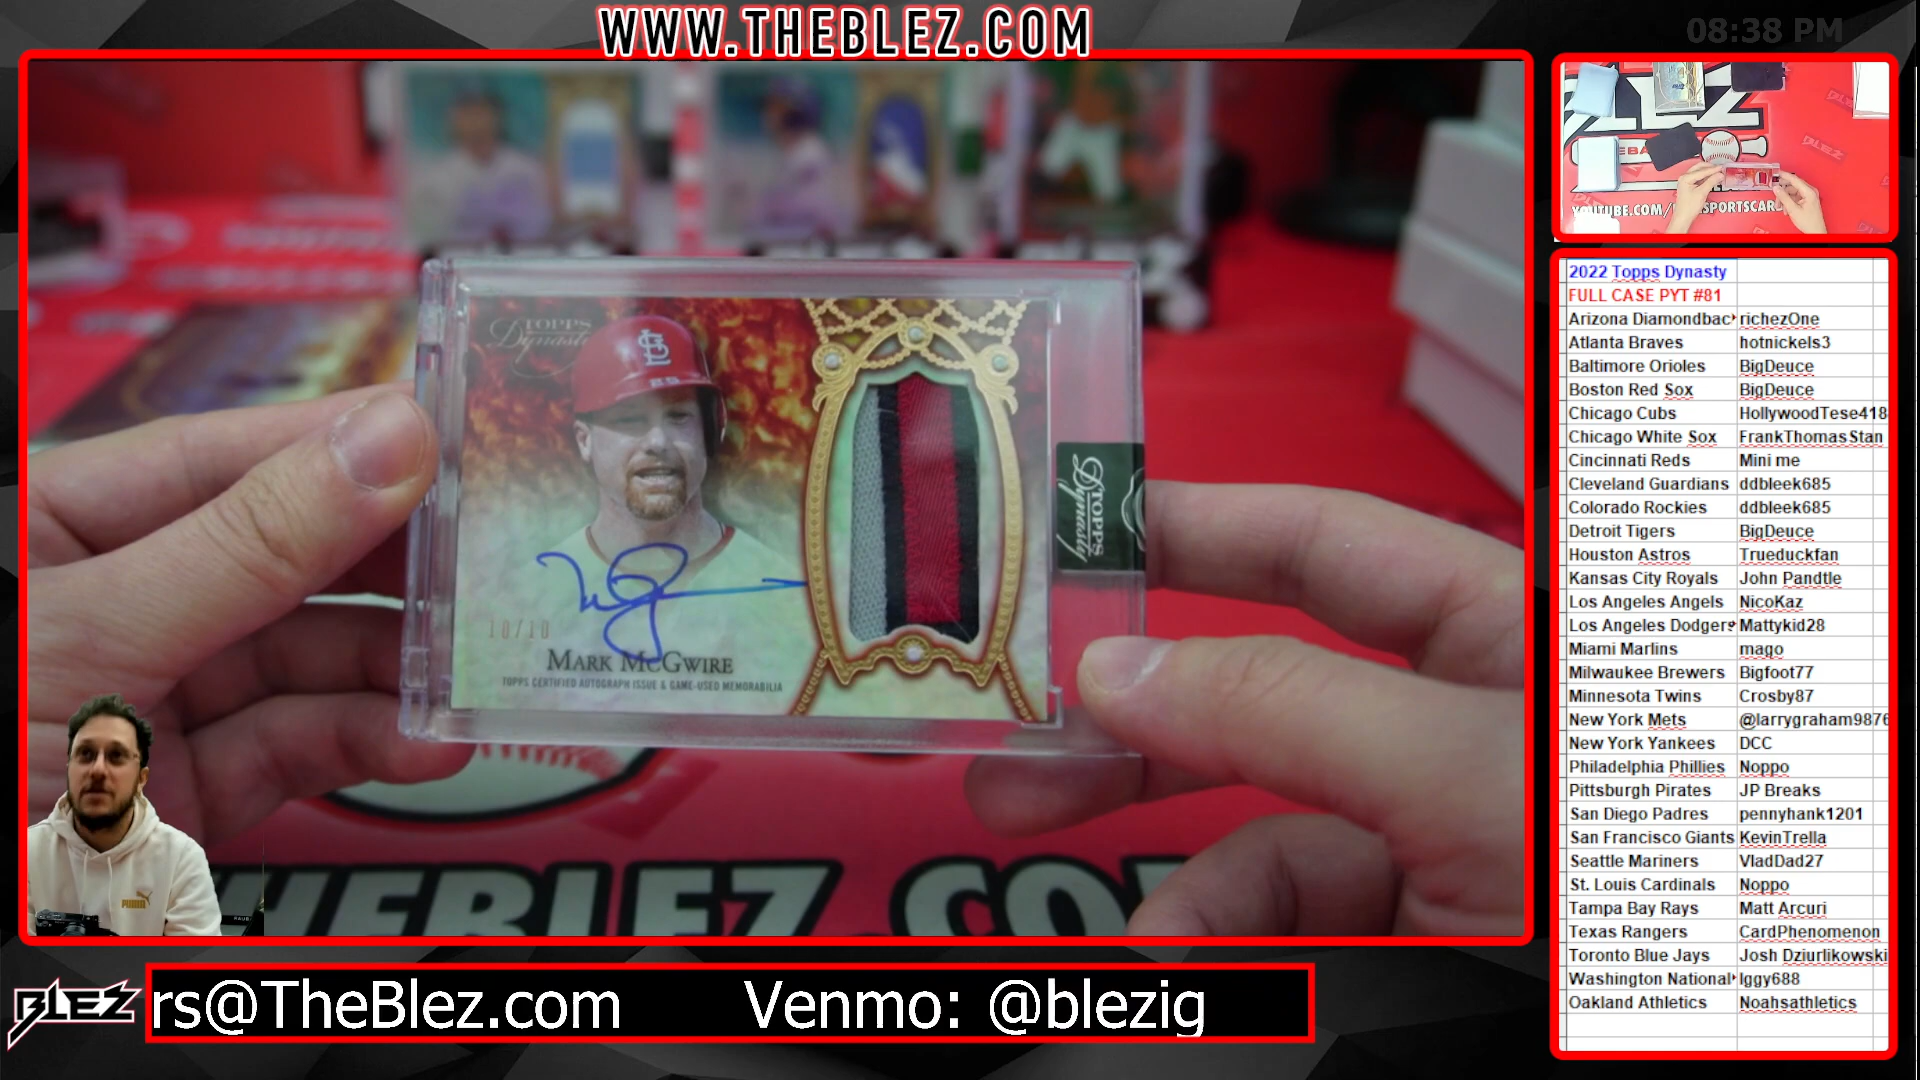 WWW.THEBLEZ.COM
08:38 PM
TOPPS
Dynasty
25
10/10
MARK MCGWIRE
TOPPS CERTIFIED AUTOGRAPH ISSUE & GAME-USED MEMORABILIA
TOPPS
Dynasty
THEBLEZ.CO
PUMA
BLEZ
rs@TheBlez.com Venmo: @blezig
BLEZ
2022 Topps Dynasty
FULL CASE PYT #81
Arizona Diamondbac richezOne
Atlanta Braves hotnickels3
Baltimore Orioles BigDeuce
Boston Red Sox BigDeuce
Chicago Cubs HollywoodTese418
Chicago White Sox FrankThomasStan
Cincinnati Reds Mini me
Cleveland Guardians ddbleek685
Colorado Rockies ddbleek685
Detroit Tigers BigDeuce
Houston Astros Trueduckfan
Kansas City Royals John Pandtle
Los Angeles Angels NicoKaz
Los Angeles Dodgers Mattykid28
Miami Marlins mago
Milwaukee Brewers Bigfoot77
Minnesota Twins Crosby87
New York Mets @larrygraham9876
New York Yankees DCC
Philadelphia Phillies Noppo
Pittsburgh Pirates JP Breaks
San Diego Padres pennyhank1201
San Francisco Giants KevinTrella
Seattle Mariners VladDad27
St. Louis Cardinals Noppo
Tampa Bay Rays Matt Arcuri
Texas Rangers CardPhenomenon
Toronto Blue Jays Josh Dziurlikowski
Washington National Iggy688
Oakland Athletics Noahsathletics